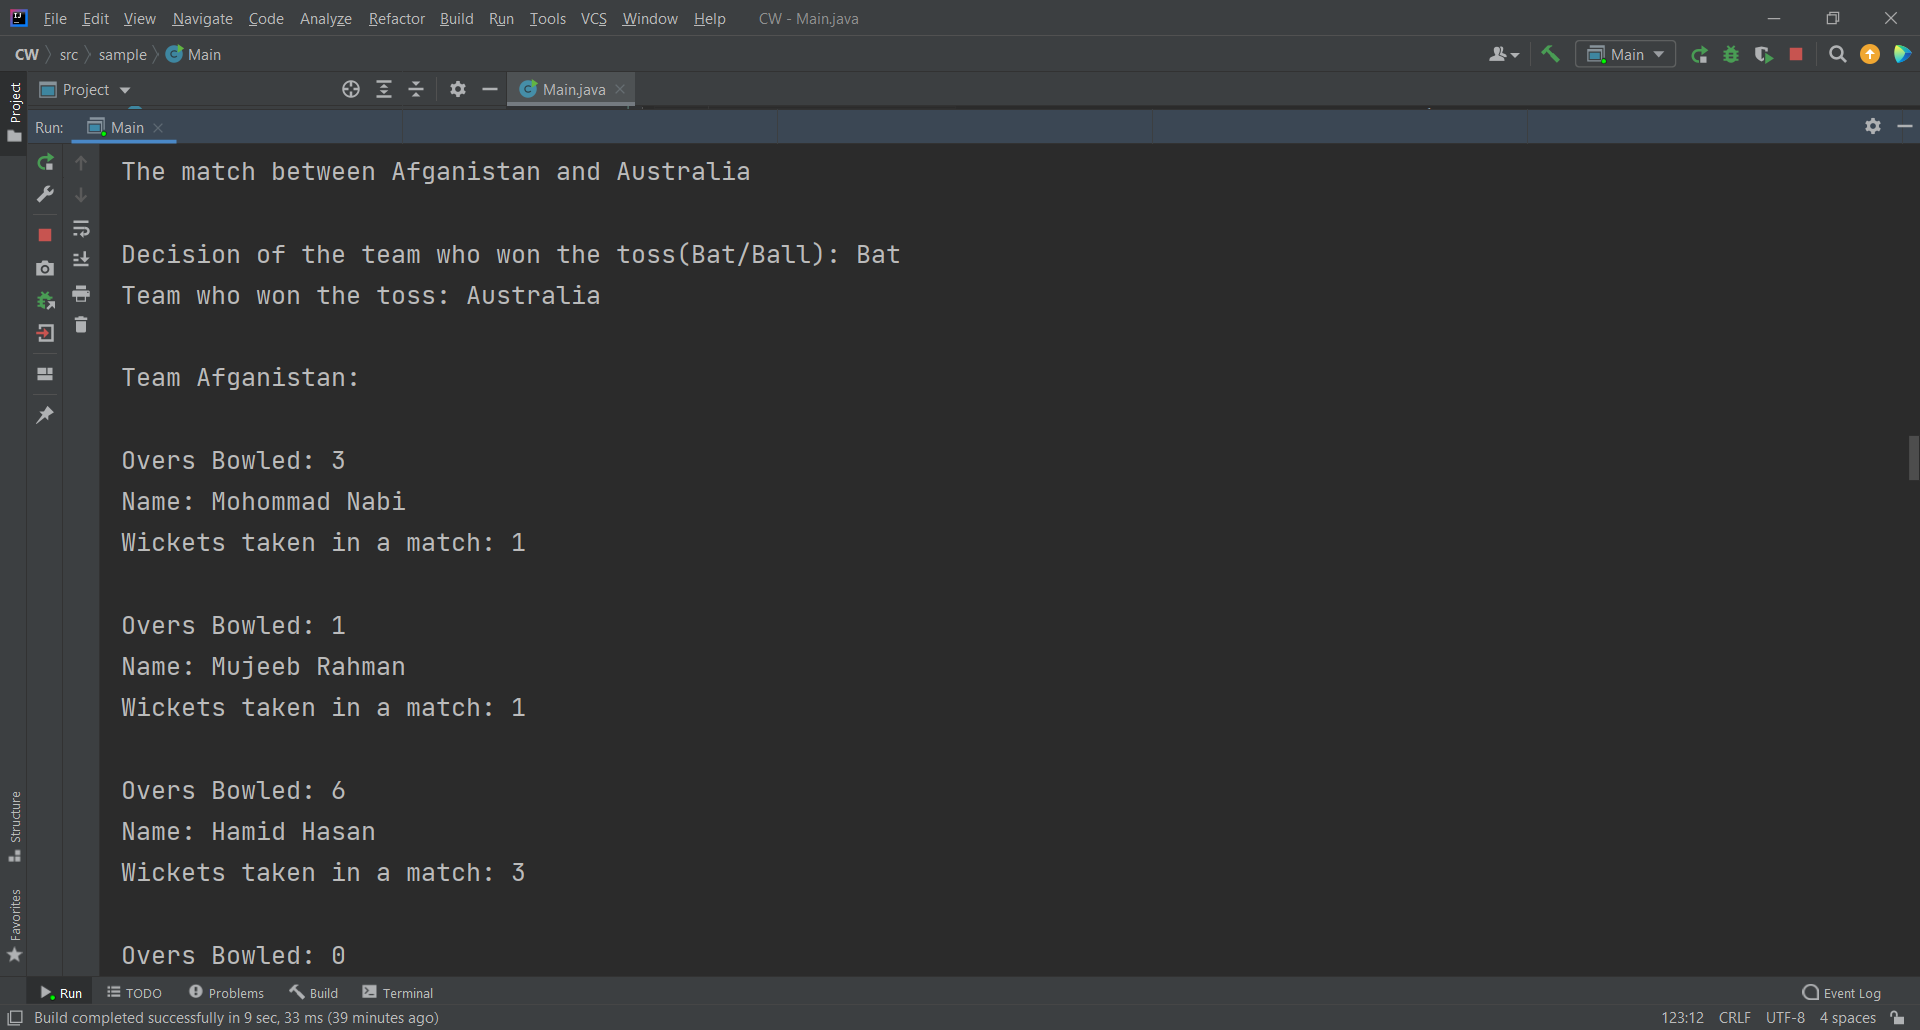 File Edit View Navigate Code Analyze Refactor Build Run Tools VCS Window Help CW - Main.java
CW src sample Main Main
Project Main.java
Project
Run: Main
The match between Afganistan and Australia
Decision of the team who won the toss(Bat/Ball): Bat
Team who won the toss: Australia
Team Afganistan:
Overs Bowled: 3
Name: Mohommad Nabi
Wickets taken in a match: 1
Overs Bowled: 1
Name: Mujeeb Rahman
Wickets taken in a match: 1
Overs Bowled: 6
Name: Hamid Hasan
Wickets taken in a match: 3
Overs Bowled: 0
Structure
Favorites
Run TODO Problems Build Terminal Event Log
Build completed successfully in 9 sec, 33 ms (39 minutes ago) 123:12 CRLF UTF-8 4 spaces